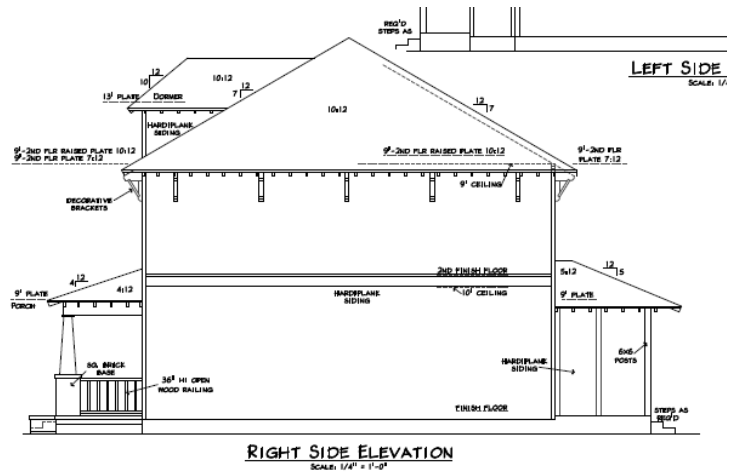 REQ'D
STEPS AS
LEFT SIDE
SCALE: 1/4
12
10
10:12
13' PLATE DORMER
12
7
HARDIPLANK
SIDING
10:12
12
7
9'-2ND FLR RAISED PLATE 10:12
9'-2ND FLR PLATE 7:12
9'-2ND FLR RAISED PLATE 10:12
9'-2ND FLR
PLATE 7:12
9' CEILING
DECORATIVE
BRACKETS
12
4
4:12
9' PLATE
PORCH
2ND FINISH FLOOR
10' CEILING
HARDIPLANK
SIDING
5:12
12
5
9' PLATE
SQ. BRICK
BASE
36" HI OPEN
WOOD RAILING
HARDIPLANK
SIDING
6X6
POSTS
FINISH FLOOR
STEPS AS
REQ'D
RIGHT SIDE ELEVATION
SCALE: 1/4" = 1'-0"